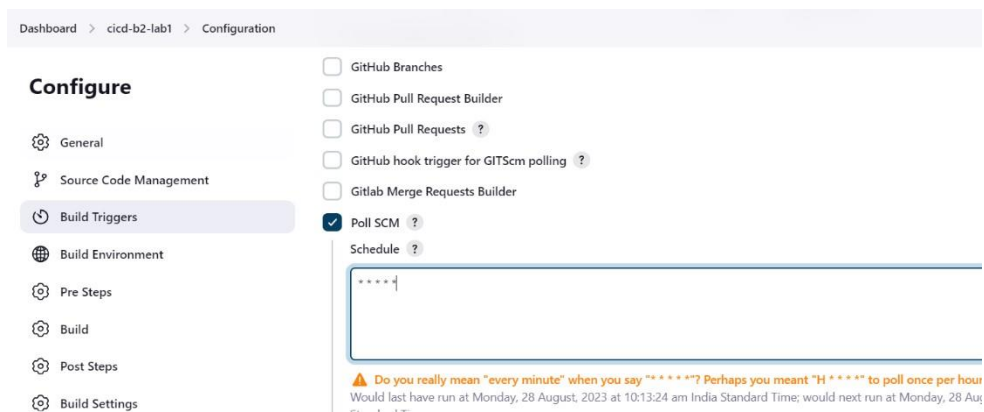 Dashboard > cicd-b2-lab1 > Configuration
Configure
General
Source Code Management
Build Triggers
Build Environment
Pre Steps
Build
Post Steps
Build Settings
GitHub Branches
GitHub Pull Request Builder
GitHub Pull Requests ?
GitHub hook trigger for GITScm polling ?
Gitlab Merge Requests Builder
Poll SCM ?
Schedule ?
* * * * *
Do you really mean "every minute" when you say "* * * * *"? Perhaps you meant "H * * * *" to poll once per hour
Would last have run at Monday, 28 August, 2023 at 10:13:24 am India Standard Time; would next run at Monday, 28 Aug